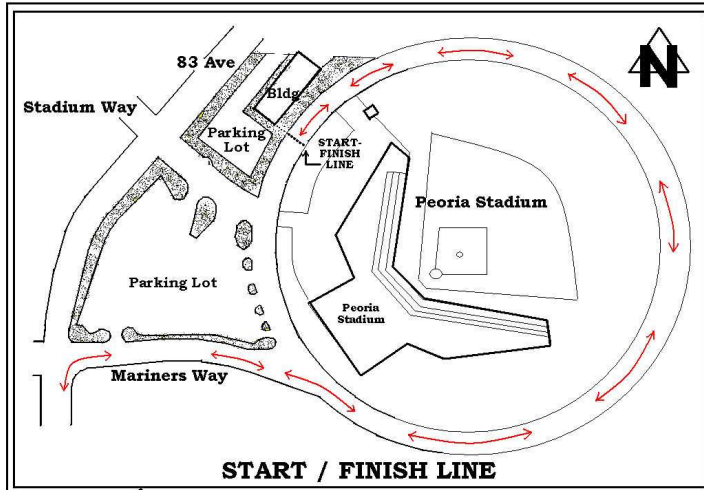 83 Ave
N
Stadium Way
Bldg
Parking
Lot
START-
FINISH
LINE
Peoria Stadium
Parking Lot
Peoria
Stadium
Mariners Way
START / FINISH LINE